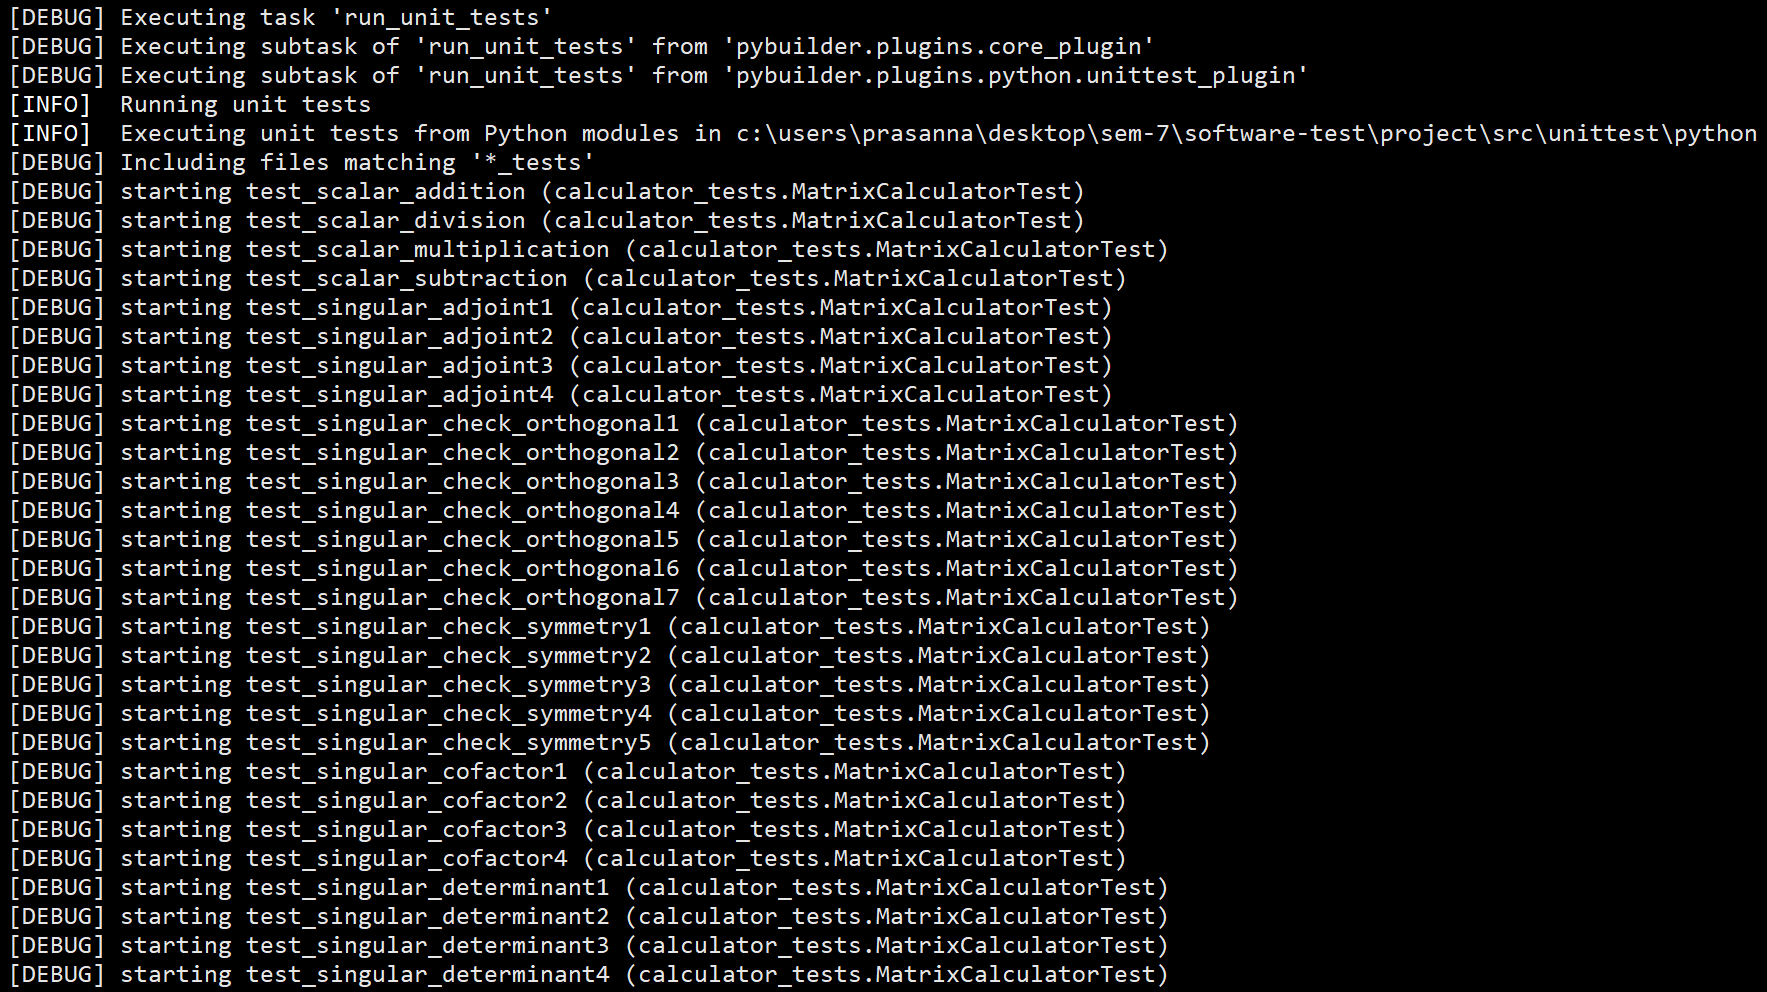 [DEBUG] Executing task 'run_unit_tests'
[DEBUG] Executing subtask of 'run_unit_tests' from 'pybuilder.plugins.core_plugin'
[DEBUG] Executing subtask of 'run_unit_tests' from 'pybuilder.plugins.python.unittest_plugin'
[INFO]  Running unit tests
[INFO]  Executing unit tests from Python modules in c:\users\prasanna\desktop\sem-7\software-test\project\src\unittest\python
[DEBUG] Including files matching '*_tests'
[DEBUG] starting test_scalar_addition (calculator_tests.MatrixCalculatorTest)
[DEBUG] starting test_scalar_division (calculator_tests.MatrixCalculatorTest)
[DEBUG] starting test_scalar_multiplication (calculator_tests.MatrixCalculatorTest)
[DEBUG] starting test_scalar_subtraction (calculator_tests.MatrixCalculatorTest)
[DEBUG] starting test_singular_adjoint1 (calculator_tests.MatrixCalculatorTest)
[DEBUG] starting test_singular_adjoint2 (calculator_tests.MatrixCalculatorTest)
[DEBUG] starting test_singular_adjoint3 (calculator_tests.MatrixCalculatorTest)
[DEBUG] starting test_singular_adjoint4 (calculator_tests.MatrixCalculatorTest)
[DEBUG] starting test_singular_check_orthogonal1 (calculator_tests.MatrixCalculatorTest)
[DEBUG] starting test_singular_check_orthogonal2 (calculator_tests.MatrixCalculatorTest)
[DEBUG] starting test_singular_check_orthogonal3 (calculator_tests.MatrixCalculatorTest)
[DEBUG] starting test_singular_check_orthogonal4 (calculator_tests.MatrixCalculatorTest)
[DEBUG] starting test_singular_check_orthogonal5 (calculator_tests.MatrixCalculatorTest)
[DEBUG] starting test_singular_check_orthogonal6 (calculator_tests.MatrixCalculatorTest)
[DEBUG] starting test_singular_check_orthogonal7 (calculator_tests.MatrixCalculatorTest)
[DEBUG] starting test_singular_check_symmetry1 (calculator_tests.MatrixCalculatorTest)
[DEBUG] starting test_singular_check_symmetry2 (calculator_tests.MatrixCalculatorTest)
[DEBUG] starting test_singular_check_symmetry3 (calculator_tests.MatrixCalculatorTest)
[DEBUG] starting test_singular_check_symmetry4 (calculator_tests.MatrixCalculatorTest)
[DEBUG] starting test_singular_check_symmetry5 (calculator_tests.MatrixCalculatorTest)
[DEBUG] starting test_singular_cofactor1 (calculator_tests.MatrixCalculatorTest)
[DEBUG] starting test_singular_cofactor2 (calculator_tests.MatrixCalculatorTest)
[DEBUG] starting test_singular_cofactor3 (calculator_tests.MatrixCalculatorTest)
[DEBUG] starting test_singular_cofactor4 (calculator_tests.MatrixCalculatorTest)
[DEBUG] starting test_singular_determinant1 (calculator_tests.MatrixCalculatorTest)
[DEBUG] starting test_singular_determinant2 (calculator_tests.MatrixCalculatorTest)
[DEBUG] starting test_singular_determinant3 (calculator_tests.MatrixCalculatorTest)
[DEBUG] starting test_singular_determinant4 (calculator_tests.MatrixCalculatorTest)